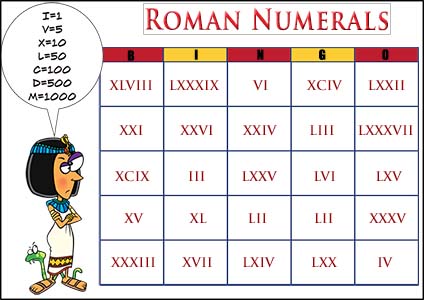 ROMAN NUMERALS
I=1
V=5
X=10
L=50
C=100
D=500
M=1000
B I N G O
XLVIII LXXXIX VI XCIV LXXII
XXI XXVI XXIV LIII LXXXVII
XCIX III LXXV LVI LXV
XV XL LII LII XXXV
XXXIII XVII LXIV LXX IV